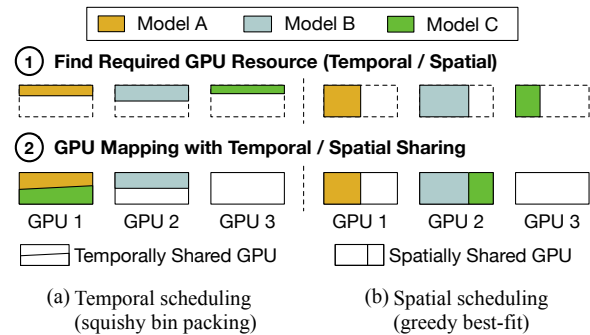 Model A Model B Model C
1 Find Required GPU Resource (Temporal / Spatial)
2 GPU Mapping with Temporal / Spatial Sharing
GPU 1 GPU 2 GPU 3 GPU 1 GPU 2 GPU 3
Temporally Shared GPU Spatially Shared GPU
(a) Temporal scheduling (b) Spatial scheduling
(squishy bin packing) (greedy best-fit)